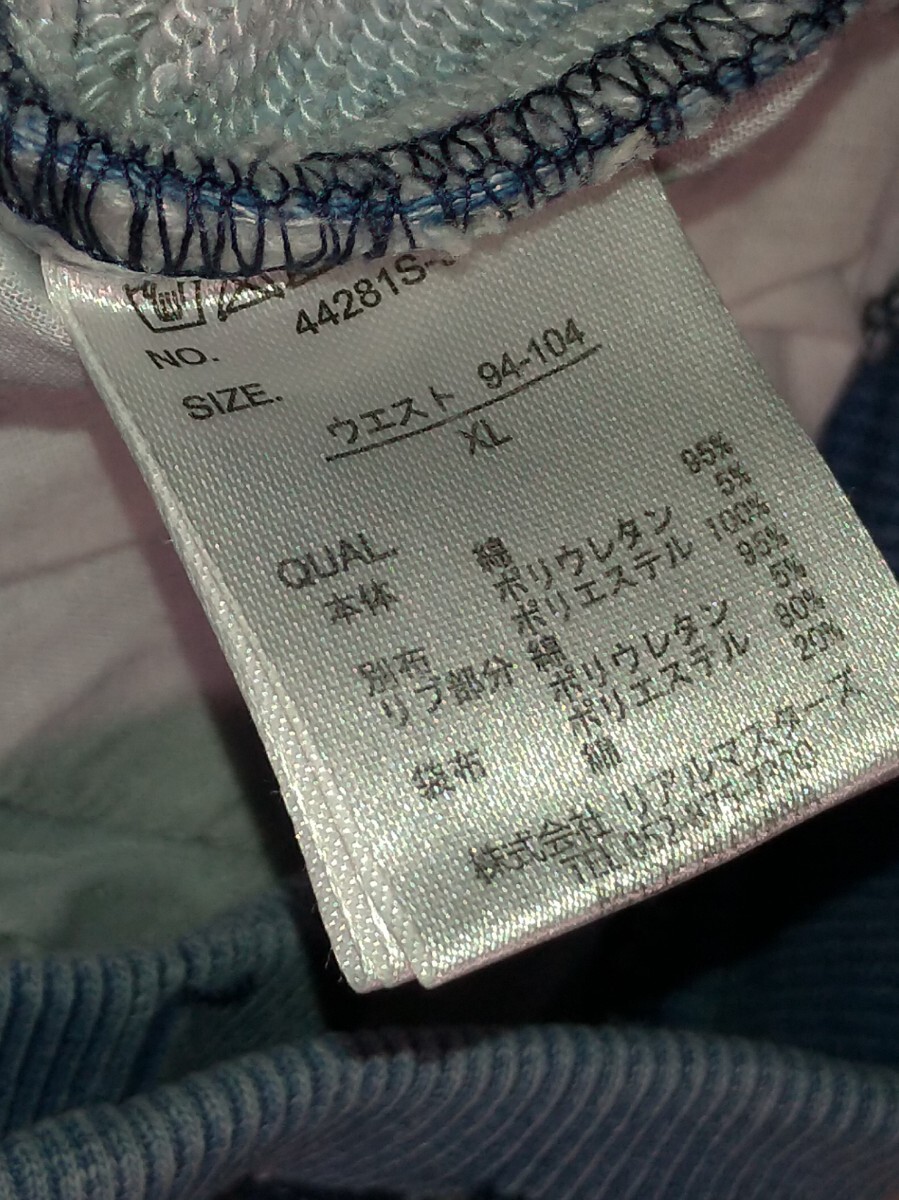 NO. 44281S-
SIZE. ウエスト 94-104
XL
QUAL.
本体 綿 95%
ポリウレタン 5%
別布 ポリエステル 100%
リブ部分 綿 95%
ポリウレタン 5%
袋布 ポリエステル 80%
綿 20%
株式会社 リアルマスターズ
TEL 052